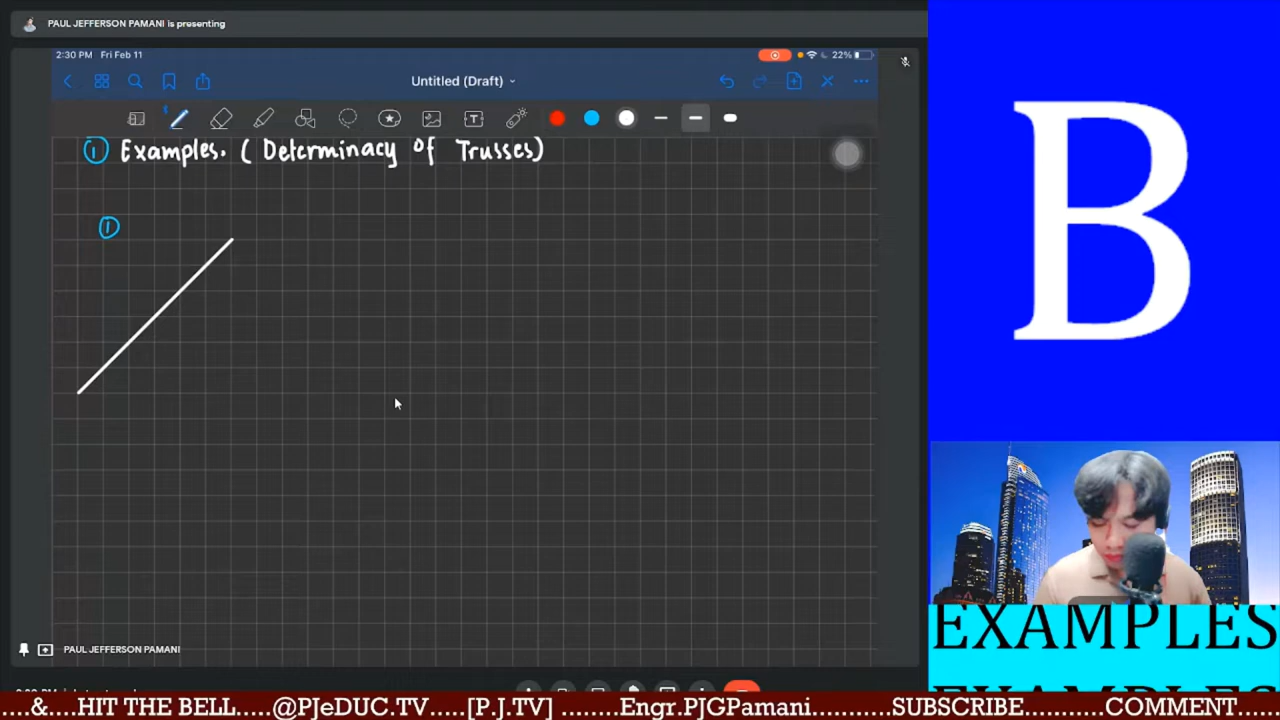 PAUL JEFFERSON PAMANI is presenting
2:30 PM Fri Feb 11
22%
Untitled (Draft)
T
① Examples. ( Determinacy of Trusses)
①
PAUL JEFFERSON PAMANI
B
EXAMPLES
....&....HIT THE BELL.....@PJeDUC.TV.....[P.J.TV] .......Engr.PJGPamani........SUBSCRIBE..........COMMENT......